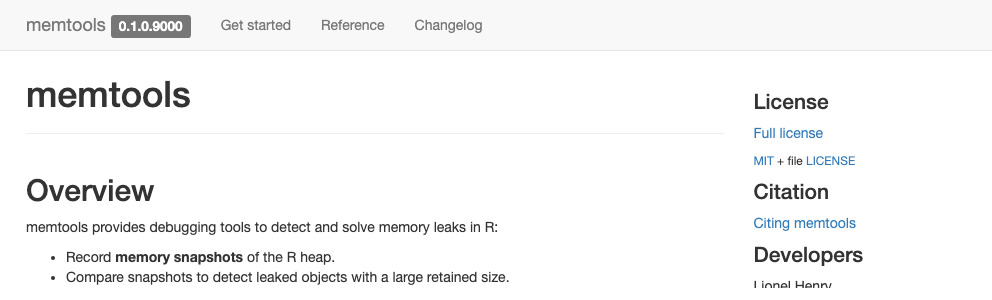 memtools 0.1.0.9000 Get started Reference Changelog
memtools
Overview
memtools provides debugging tools to detect and solve memory leaks in R:
• Record memory snapshots of the R heap.
• Compare snapshots to detect leaked objects with a large retained size.
License
Full license
MIT + file LICENSE
Citation
Citing memtools
Developers
Lionel Henry